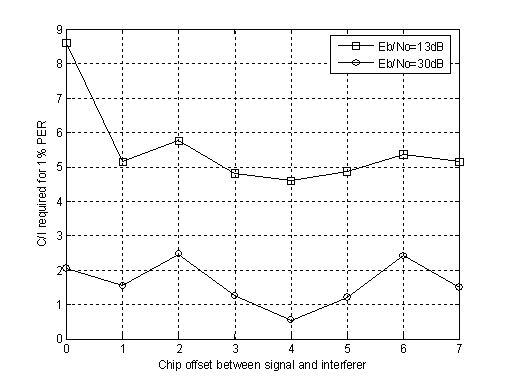 9
8
7
6
5
4
3
2
1
0
C/I required for 1% PER
Eb/No=13dB
Eb/No=30dB
0 1 2 3 4 5 6 7
Chip offset between signal and interferer